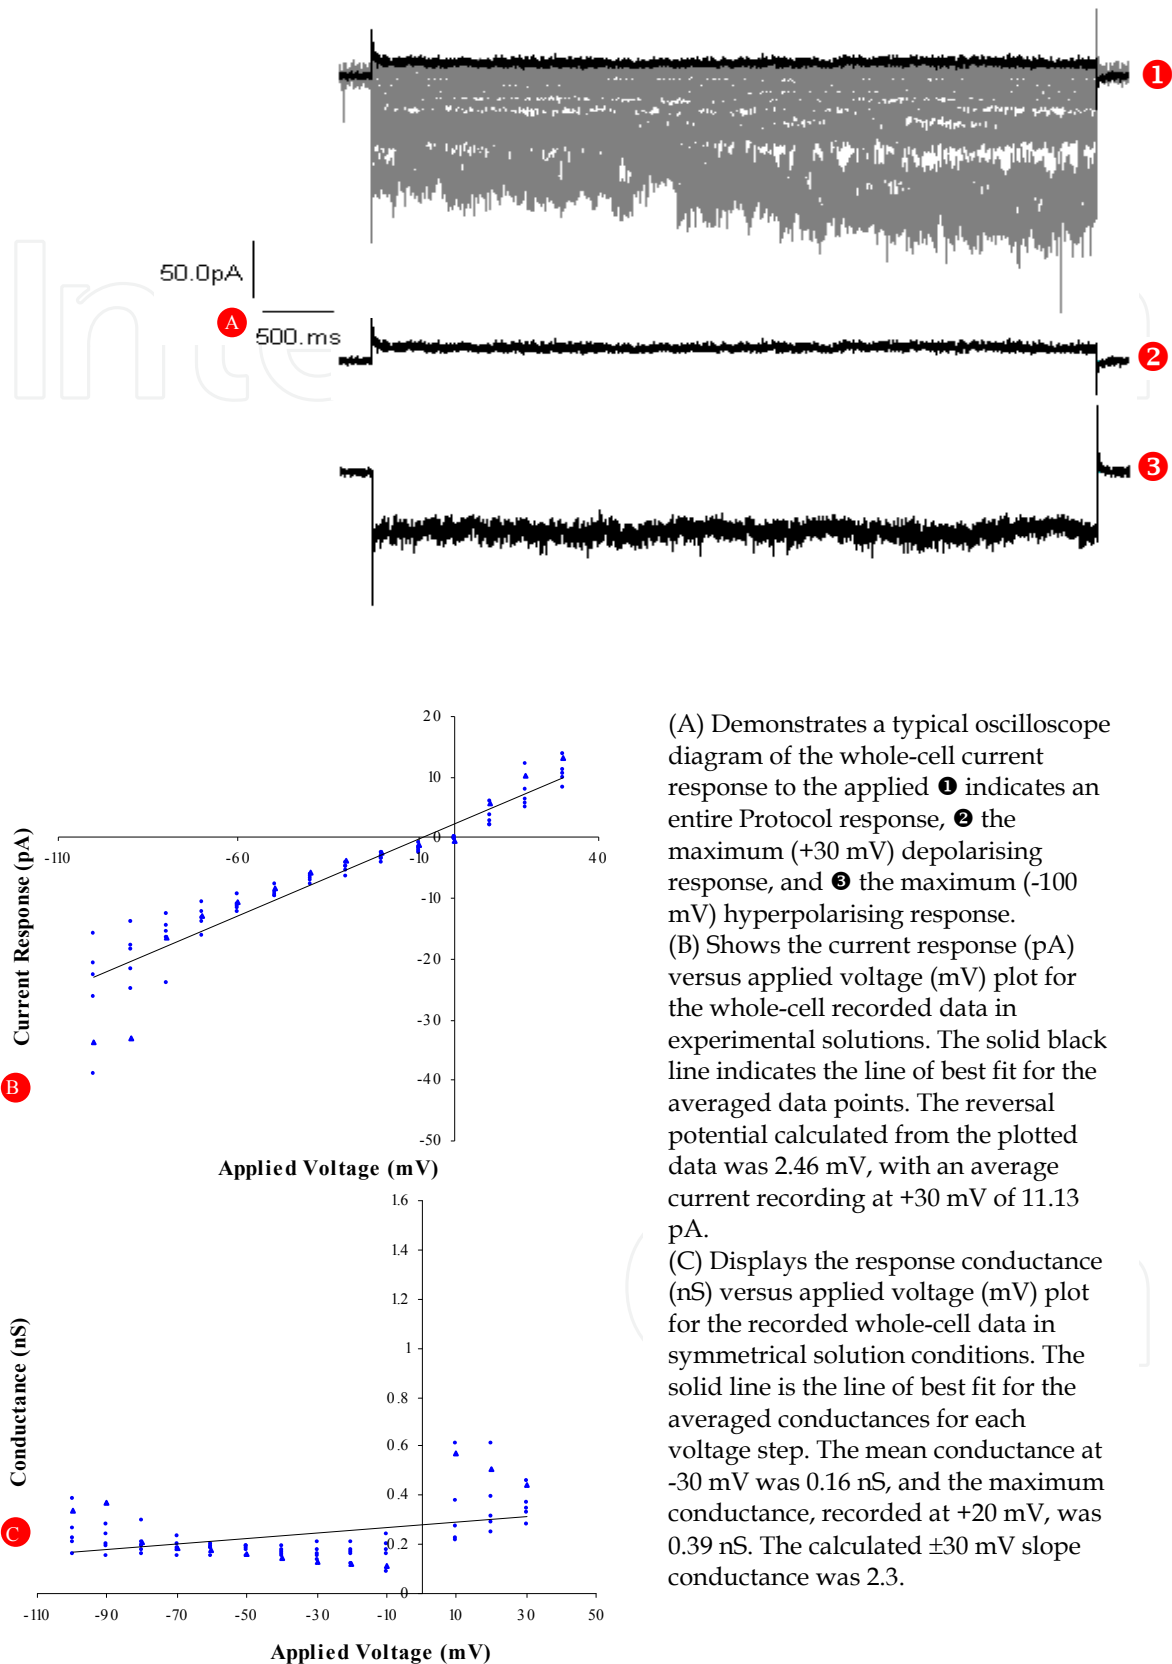 ❶
50.0pA
A
500.ms
❷
❸
(A) Demonstrates a typical oscilloscope
diagram of the whole-cell current
response to the applied ❶ indicates an
entire Protocol response, ❷ the
maximum (+30 mV) depolarising
response, and ❸ the maximum (-100
mV) hyperpolarising response.
(B) Shows the current response (pA)
versus applied voltage (mV) plot for
the whole-cell recorded data in
experimental solutions. The solid black
line indicates the line of best fit for the
averaged data points. The reversal
potential calculated from the plotted
data was 2.46 mV, with an average
current recording at +30 mV of 11.13
pA.
(C) Displays the response conductance
(nS) versus applied voltage (mV) plot
for the recorded whole-cell data in
symmetrical solution conditions. The
solid line is the line of best fit for the
averaged conductances for each
voltage step. The mean conductance at
-30 mV was 0.16 nS, and the maximum
conductance, recorded at +20 mV, was
0.39 nS. The calculated ±30 mV slope
conductance was 2.3.
Current Response (pA)
B
20
10
0
-10
-20
-30
-40
-50
-110 -60 -10 40
Applied Voltage (mV)
Conductance (nS)
C
1.6
1.4
1.2
1
0.8
0.6
0.4
0.2
0
-110 -90 -70 -50 -30 -10 10 30 50
Applied Voltage (mV)